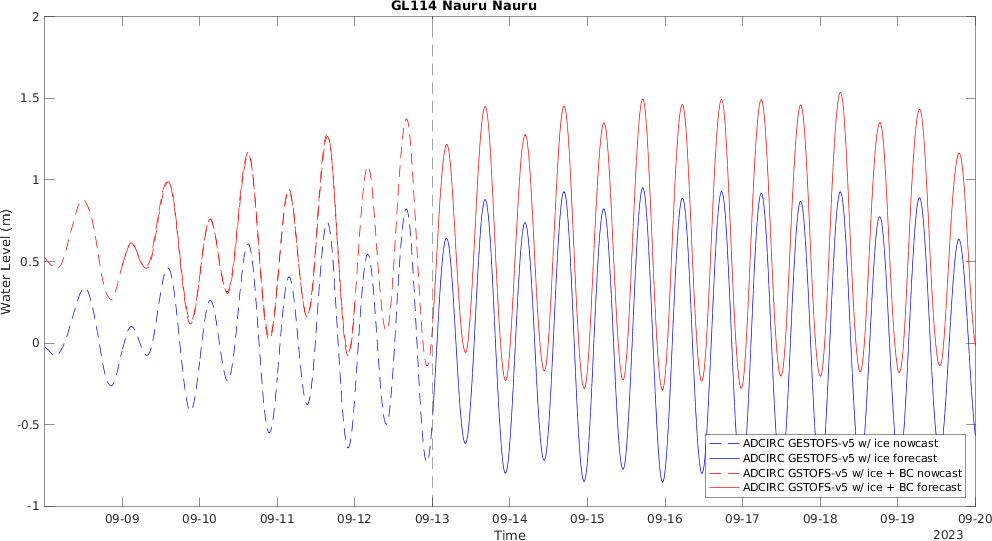 GL114 Nauru Nauru
2
1.5
1
0.5
0
-0.5
-1
Water Level (m)
ADCIRC GESTOFS-v5 w/ ice nowcast
ADCIRC GESTOFS-v5 w/ ice forecast
ADCIRC GSTOFS-v5 w/ ice + BC nowcast
ADCIRC GSTOFS-v5 w/ ice + BC forecast
09-09 09-10 09-11 09-12 09-13 09-14 09-15 09-16 09-17 09-18 09-19 09-20
Time
2023